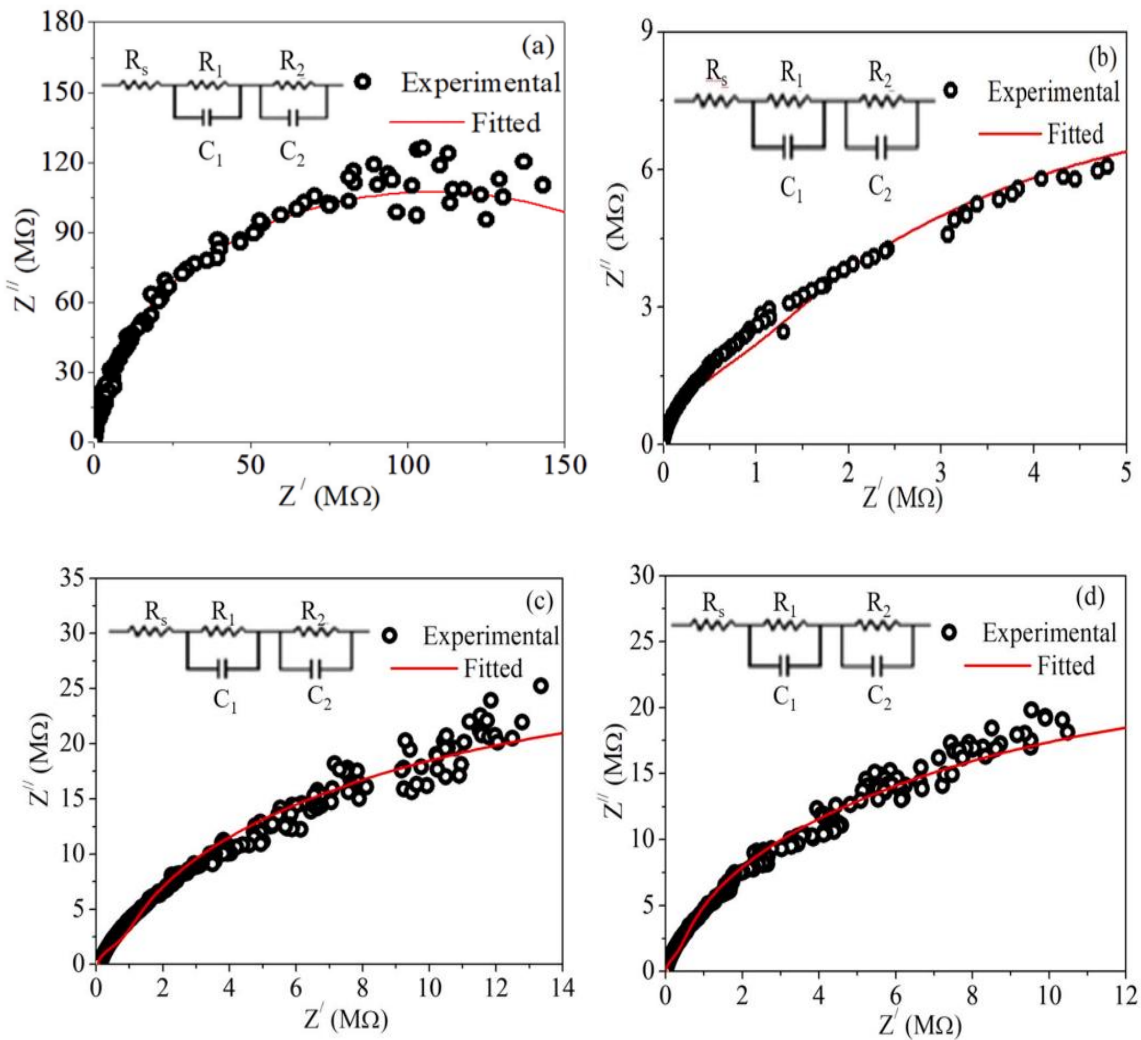 (a)
R_s R_1 R_2
Experimental
Fitted
C_1 C_2
180
150
120
90
60
30
0
Z^// (MΩ)
0 50 100 150
Z^/ (MΩ)
(b)
R_s R_1 R_2
Experimental
Fitted
C_1 C_2
9
6
3
0
Z^// (MΩ)
0 1 2 3 4 5
Z^/ (MΩ)
(c)
R_s R_1 R_2
Experimental
Fitted
C_1 C_2
35
30
25
20
15
10
5
0
Z^// (MΩ)
0 2 4 6 8 10 12 14
Z^/ (MΩ)
(d)
R_s R_1 R_2
Experimental
Fitted
C_1 C_2
30
25
20
15
10
5
0
Z^// (MΩ)
0 2 4 6 8 10 12
Z^/ (MΩ)